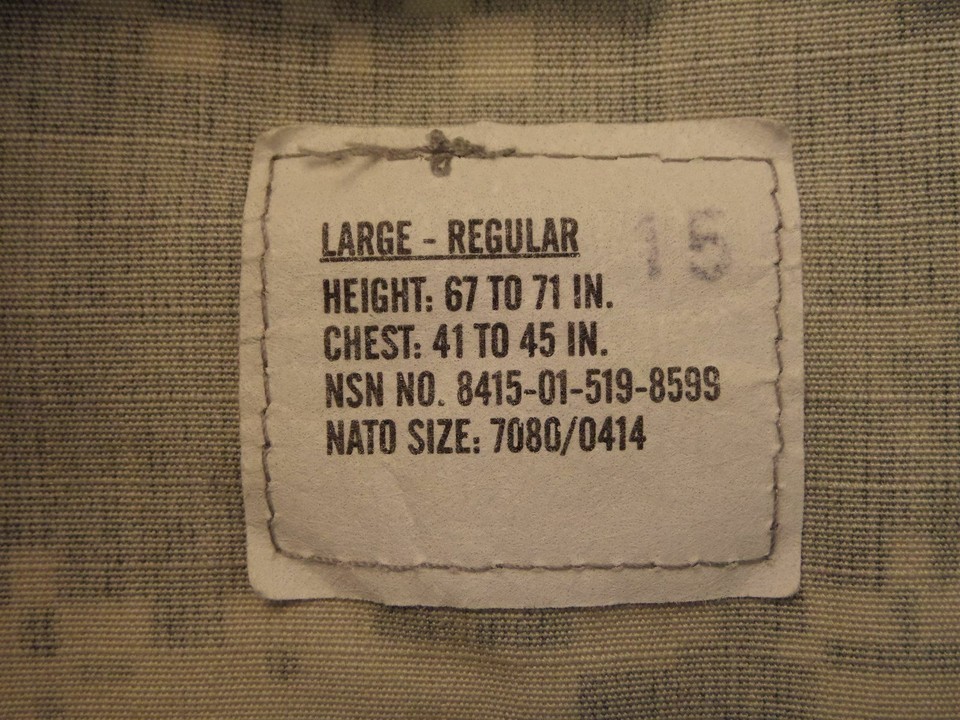 LARGE - REGULAR
15
HEIGHT: 67 TO 71 IN.
CHEST: 41 TO 45 IN.
NSN NO. 8415-01-519-8599
NATO SIZE: 7080/0414